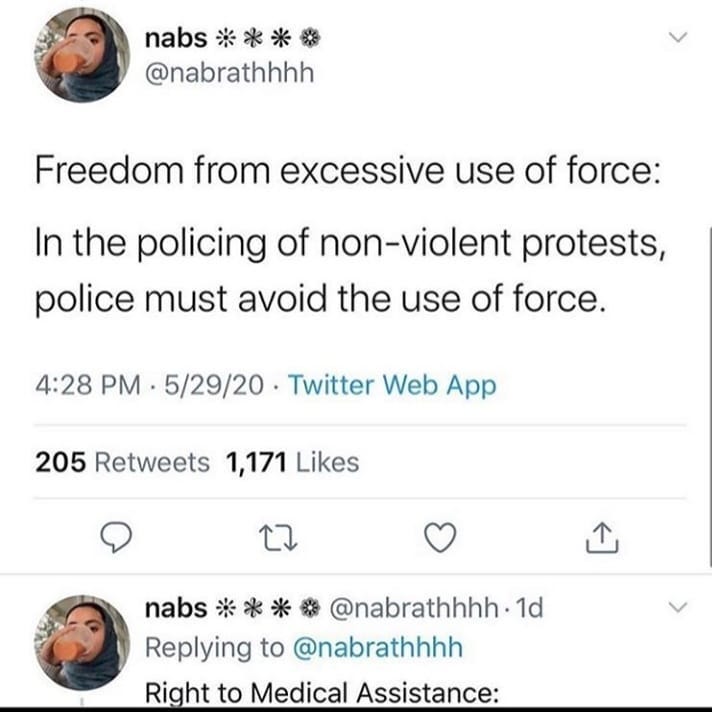 nabs ❊ ❃ ✻ ❁
@nabrathhhh
Freedom from excessive use of force:
In the policing of non-violent protests,
police must avoid the use of force.
4:28 PM · 5/29/20 · Twitter Web App
205 Retweets 1,171 Likes
nabs ❊ ❃ ✻ ❁ @nabrathhhh · 1d
Replying to @nabrathhhh
Right to Medical Assistance: